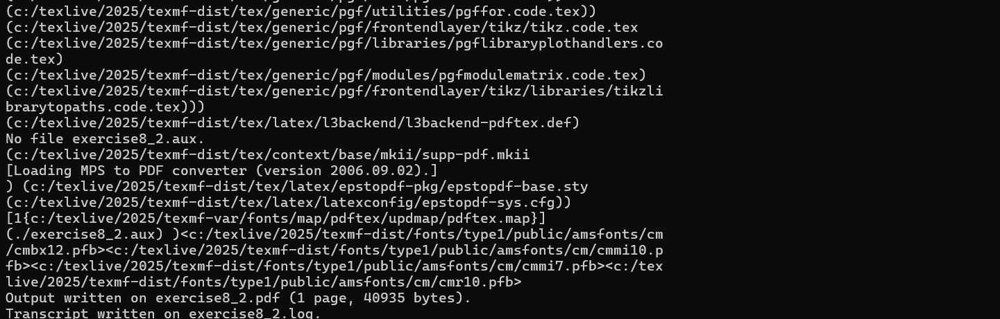 (c:/texlive/2025/texmf-dist/tex/generic/pgf/utilities/pgffor.code.tex))
(c:/texlive/2025/texmf-dist/tex/generic/pgf/frontendlayer/tikz/tikz.code.tex
(c:/texlive/2025/texmf-dist/tex/generic/pgf/libraries/pgflibraryplothandlers.co
de.tex)
(c:/texlive/2025/texmf-dist/tex/generic/pgf/modules/pgfmodulematrix.code.tex)
(c:/texlive/2025/texmf-dist/tex/generic/pgf/frontendlayer/tikz/libraries/tikzli
brarytopaths.code.tex)))
(c:/texlive/2025/texmf-dist/tex/latex/l3backend/l3backend-pdftex.def)
No file exercise8_2.aux.
(c:/texlive/2025/texmf-dist/tex/context/base/mkii/supp-pdf.mkii
[Loading MPS to PDF converter (version 2006.09.02).]
) (c:/texlive/2025/texmf-dist/tex/latex/epstopdf-pkg/epstopdf-base.sty
(c:/texlive/2025/texmf-dist/tex/latex/latexconfig/epstopdf-sys.cfg))
[1{c:/texlive/2025/texmf-var/fonts/map/pdftex/updmap/pdftex.map}]
(./exercise8_2.aux) )<c:/texlive/2025/texmf-dist/fonts/type1/public/amsfonts/cm
/cmbx12.pfb><c:/texlive/2025/texmf-dist/fonts/type1/public/amsfonts/cm/cmmi10.p
fb><c:/texlive/2025/texmf-dist/fonts/type1/public/amsfonts/cm/cmmi7.pfb><c:/tex
live/2025/texmf-dist/fonts/type1/public/amsfonts/cm/cmr10.pfb>
Output written on exercise8_2.pdf (1 page, 40935 bytes).
Transcript written on exercise8_2.log.